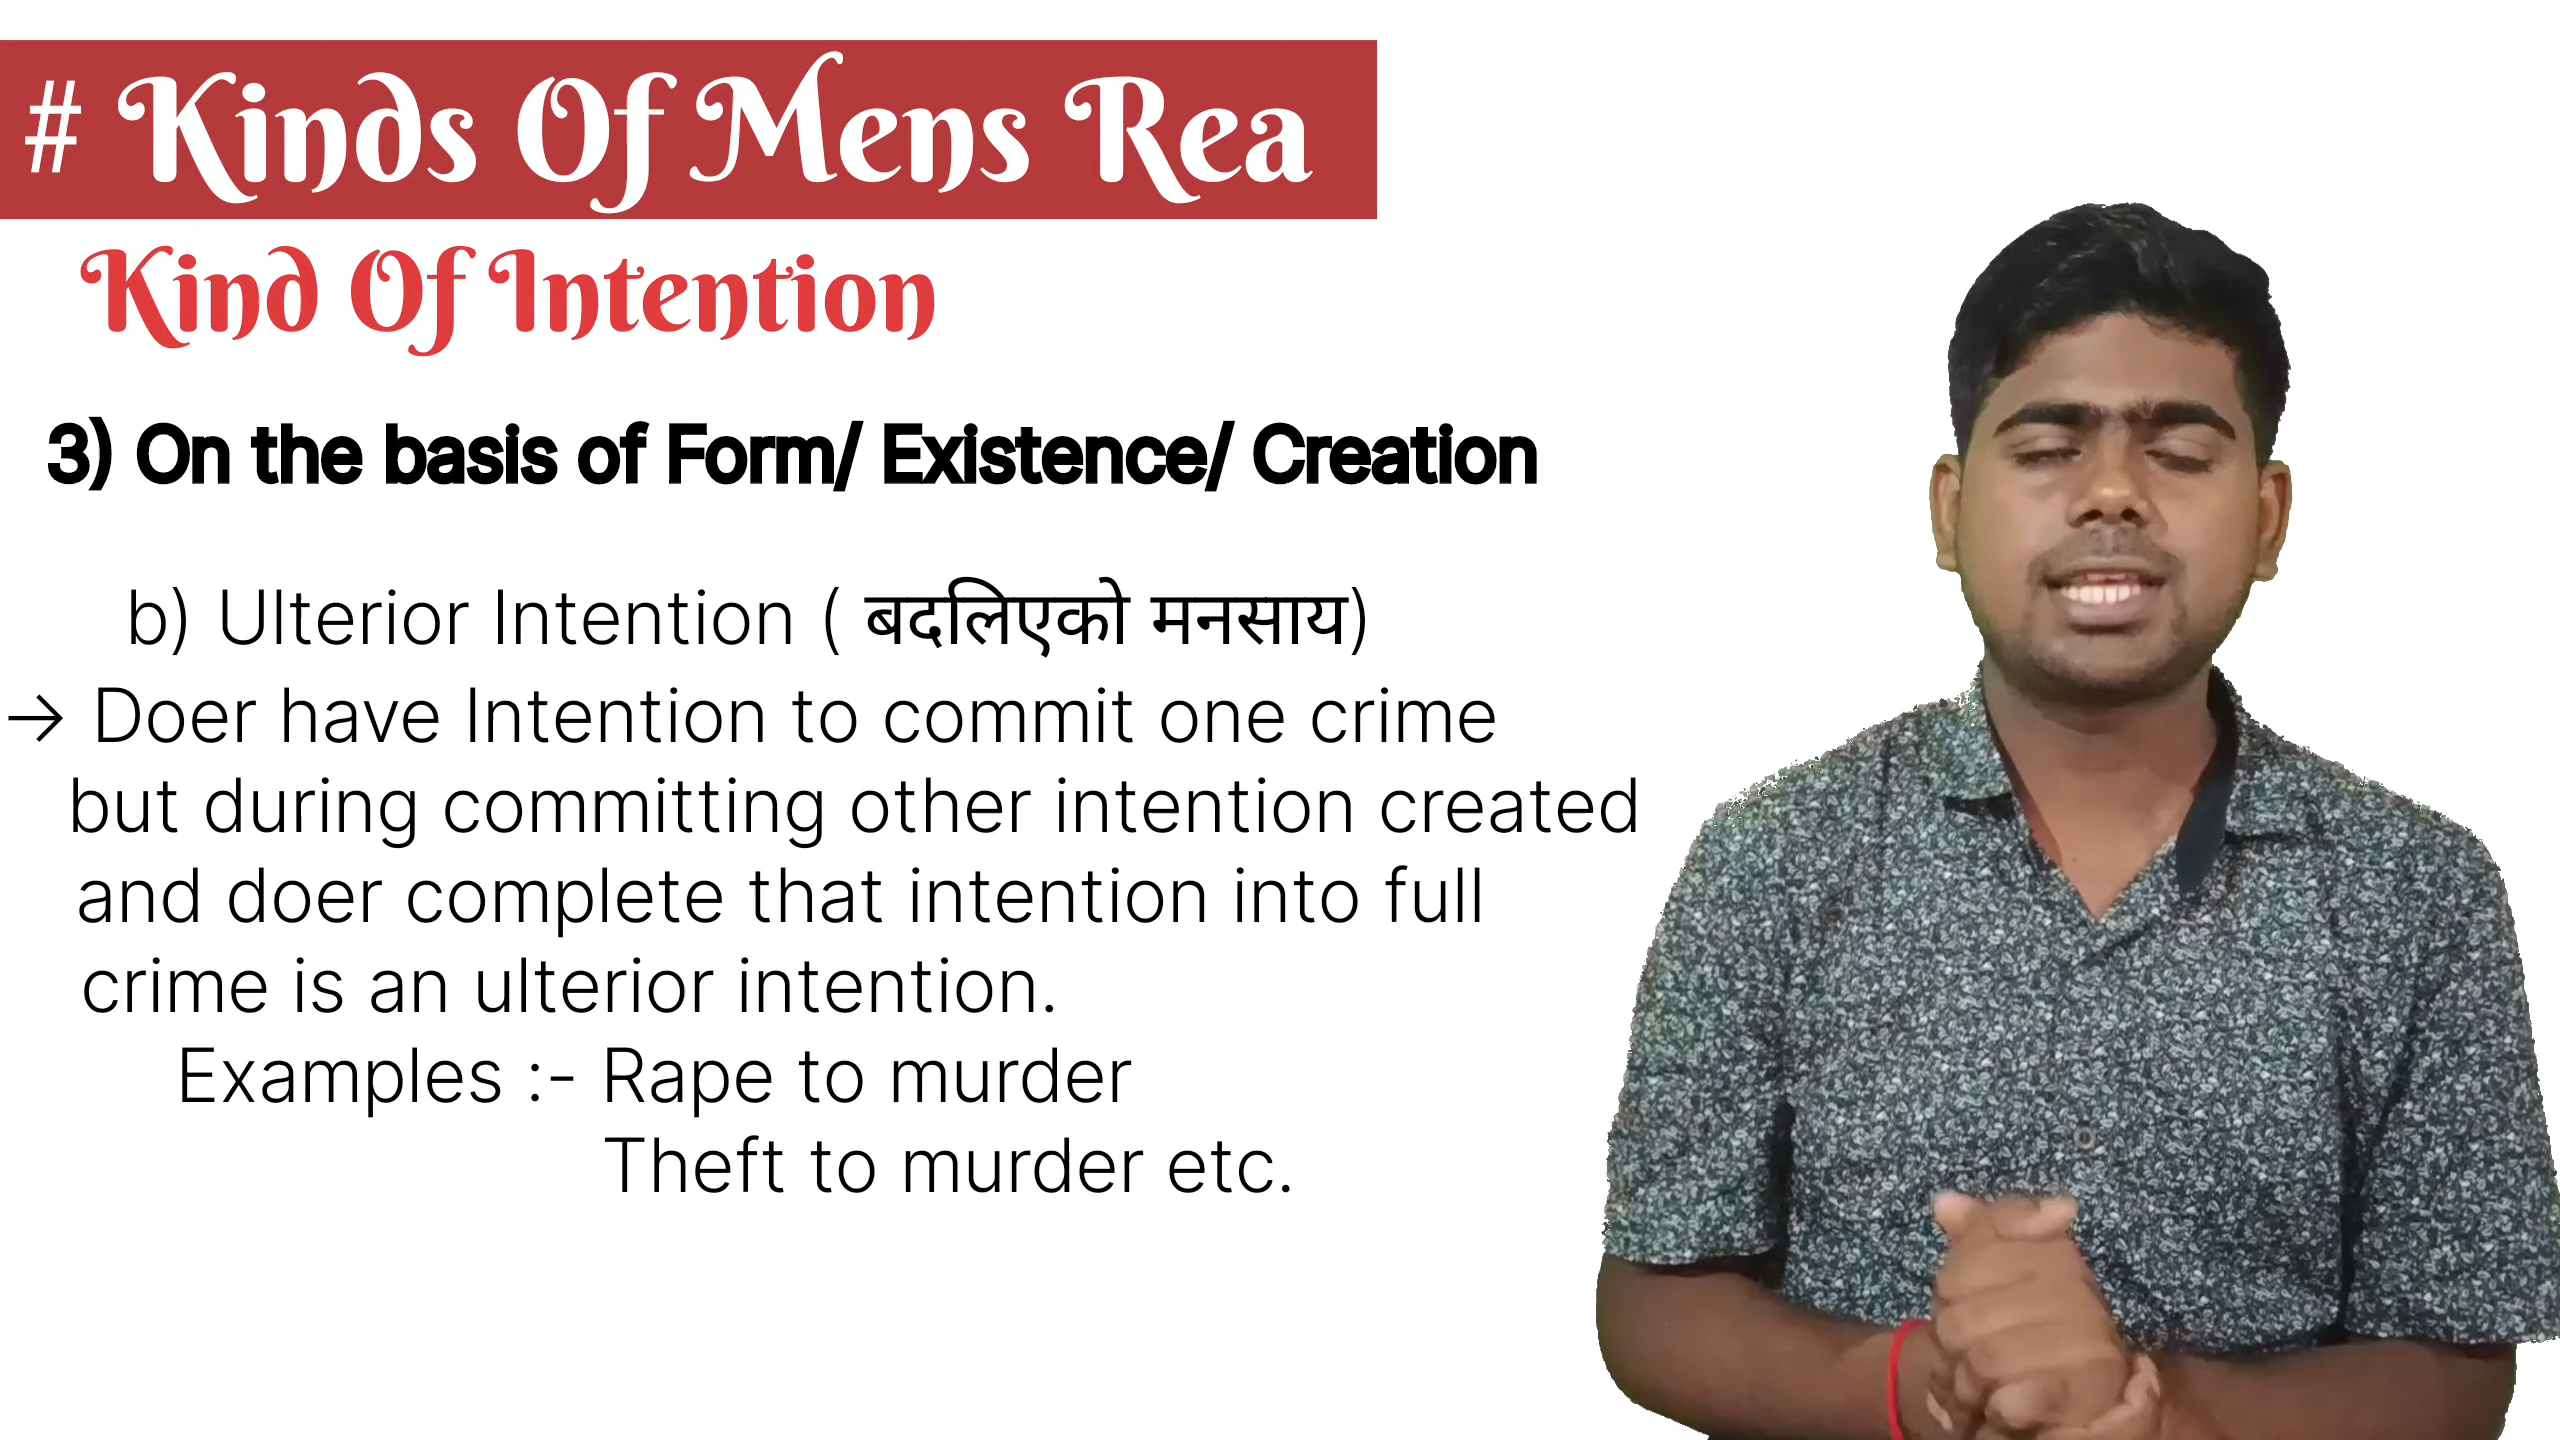 # Kinds Of Mens Rea
Kind Of Intention
3) On the basis of Form/ Existence/ Creation
b) Ulterior Intention ( बदलिएको मनसाय)
→ Doer have Intention to commit one crime
but during committing other intention created
and doer complete that intention into full
crime is an ulterior intention.
Examples :- Rape to murder
Theft to murder etc.